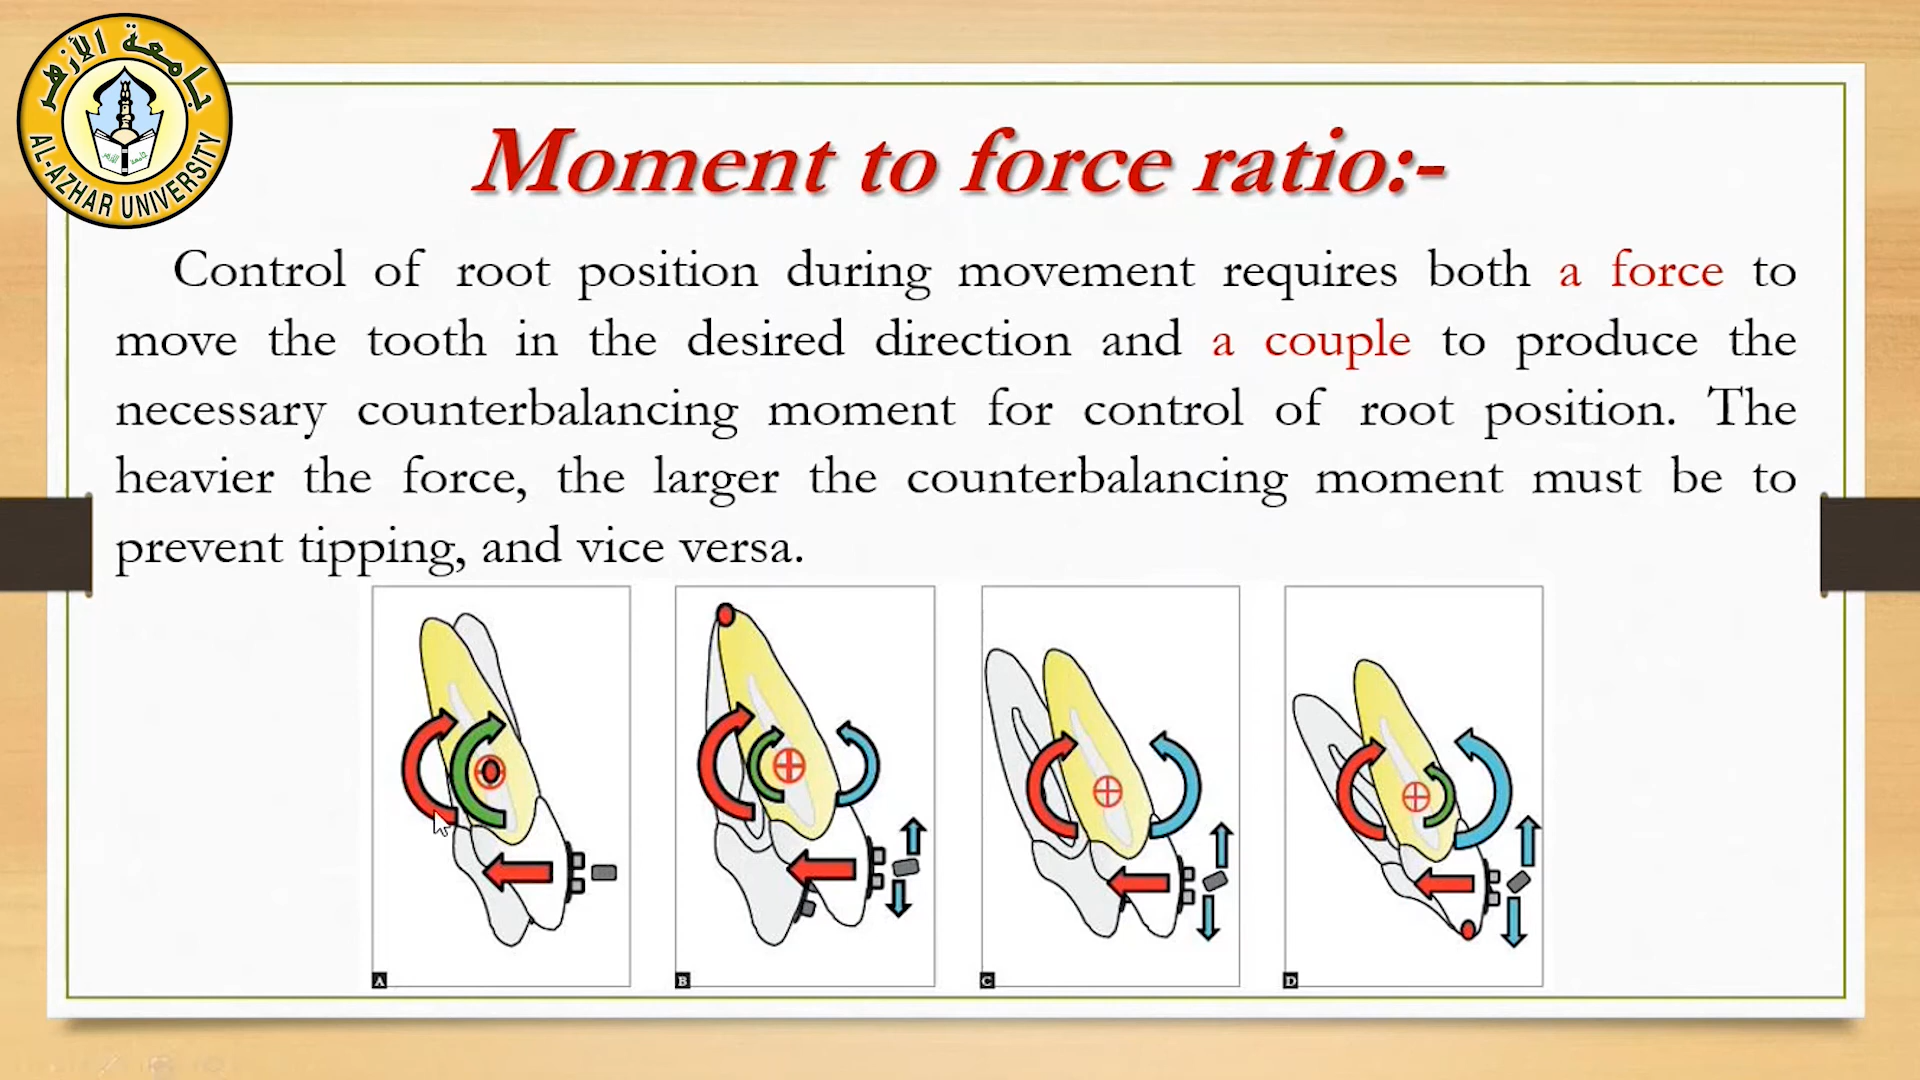 جامعة الأزهر
AL-AZHAR UNIVERSITY
Moment to force ratio:-
Control of root position during movement requires both a force to
move the tooth in the desired direction and a couple to produce the
necessary counterbalancing moment for control of root position. The
heavier the force, the larger the counterbalancing moment must be to
prevent tipping, and vice versa.
A B C D